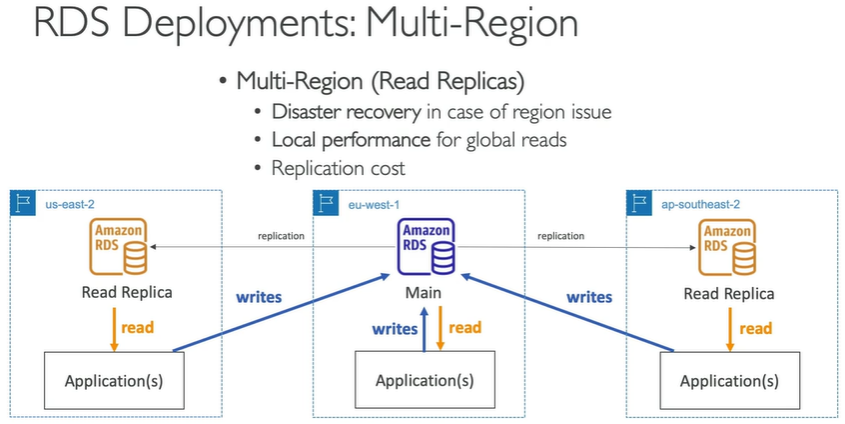 RDS Deployments: Multi-Region
• Multi-Region (Read Replicas)
• Disaster recovery in case of region issue
• Local performance for global reads
• Replication cost
us-east-2
eu-west-1
ap-southeast-2
Amazon
RDS
replication
Amazon
RDS
replication
Amazon
RDS
Read Replica
writes
Main
writes
Read Replica
read
writes
read
read
Application(s)
Application(s)
Application(s)